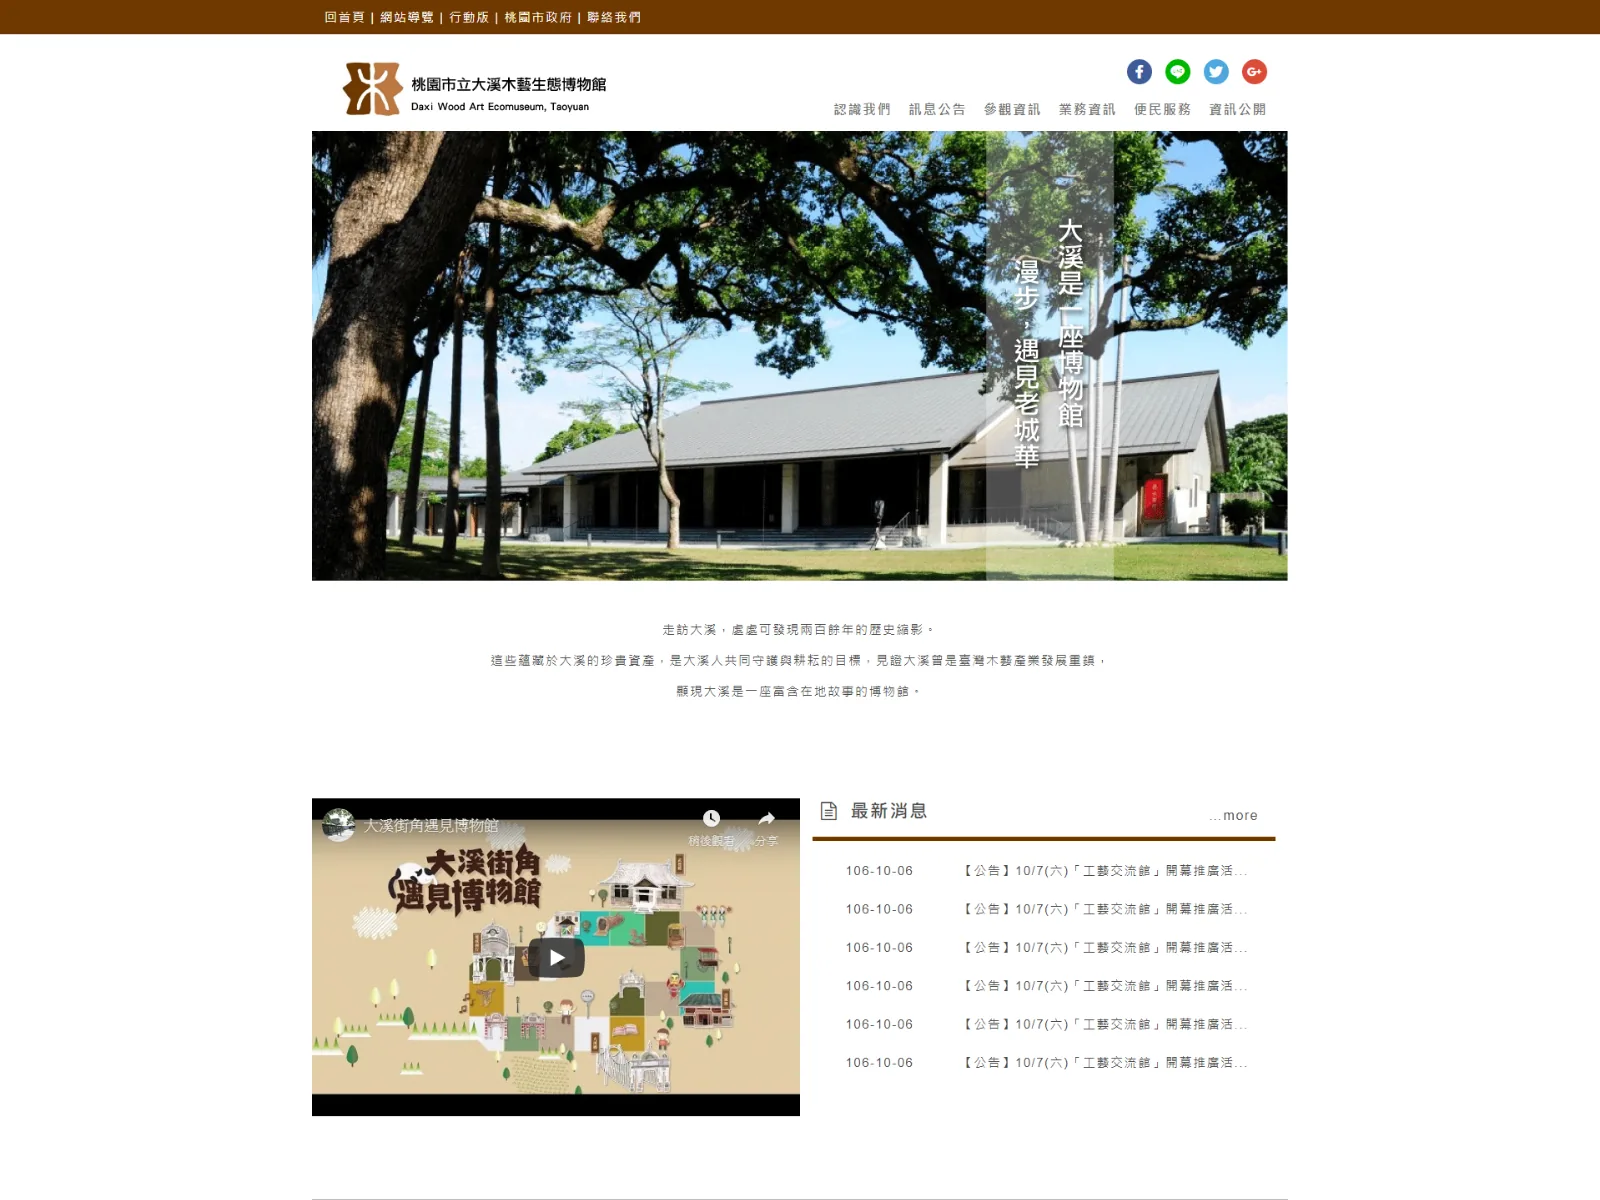 回首頁 | 網站導覽 | 行動版 | 桃園市政府 | 聯絡我們
桃園市立大溪木藝生態博物館
Daxi Wood Art Ecomuseum, Taoyuan
認識我們 訊息公告 參觀資訊 業務資訊 便民服務 資訊公開
大溪是一座博物館
漫步，遇見老城華
走訪大溪，處處可發現兩百餘年的歷史縮影。
這些蘊藏於大溪的珍貴資產，是大溪人共同守護與耕耘的目標，見證大溪曾是臺灣木藝產業發展重鎮，
顯現大溪是一座富含在地故事的博物館。
大溪街角遇見博物館
稍後觀看 分享
大溪街角
遇見博物館
最新消息
...more
106-10-06 【公告】10/7(六)「工藝交流館」開幕推廣活...
106-10-06 【公告】10/7(六)「工藝交流館」開幕推廣活...
106-10-06 【公告】10/7(六)「工藝交流館」開幕推廣活...
106-10-06 【公告】10/7(六)「工藝交流館」開幕推廣活...
106-10-06 【公告】10/7(六)「工藝交流館」開幕推廣活...
106-10-06 【公告】10/7(六)「工藝交流館」開幕推廣活...